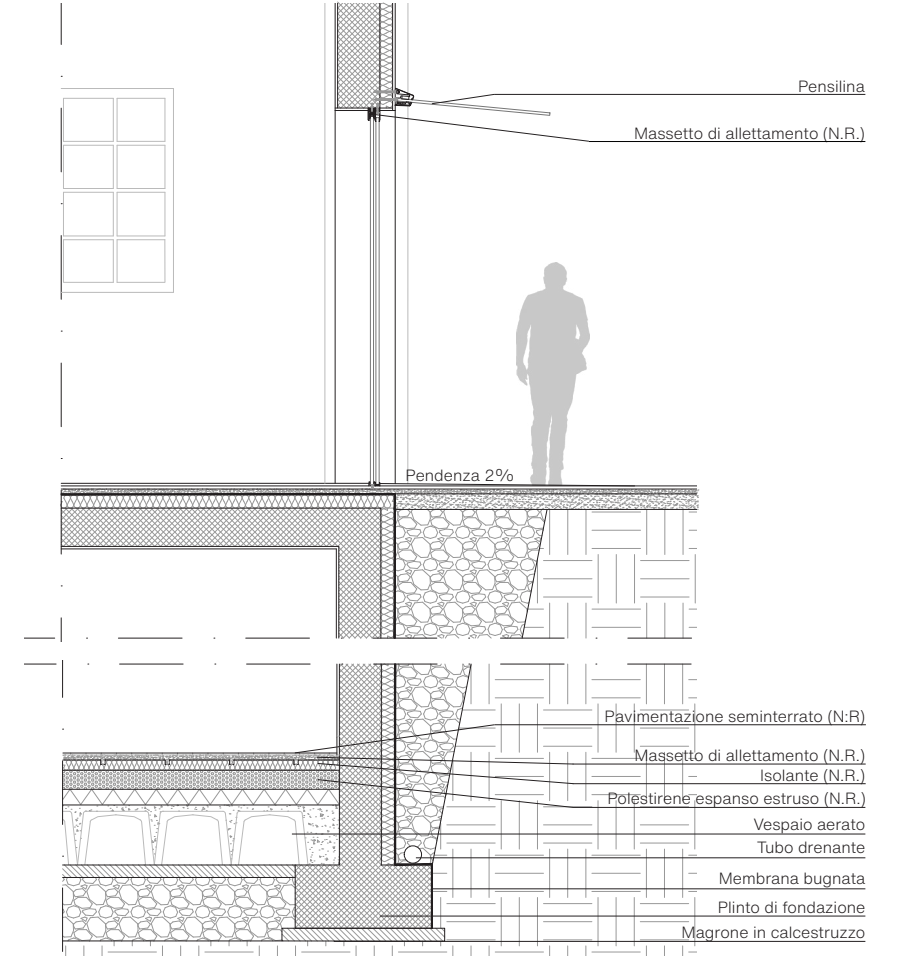 Pensilina
Massetto di allettamento (N.R.)
Pendenza 2%
Pavimentazione seminterrato (N:R)
Massetto di allettamento (N.R.)
Isolante (N.R.)
Polestirene espanso estruso (N.R.)
Vespaio aerato
Tubo drenante
Membrana bugnata
Plinto di fondazione
Magrone in calcestruzzo